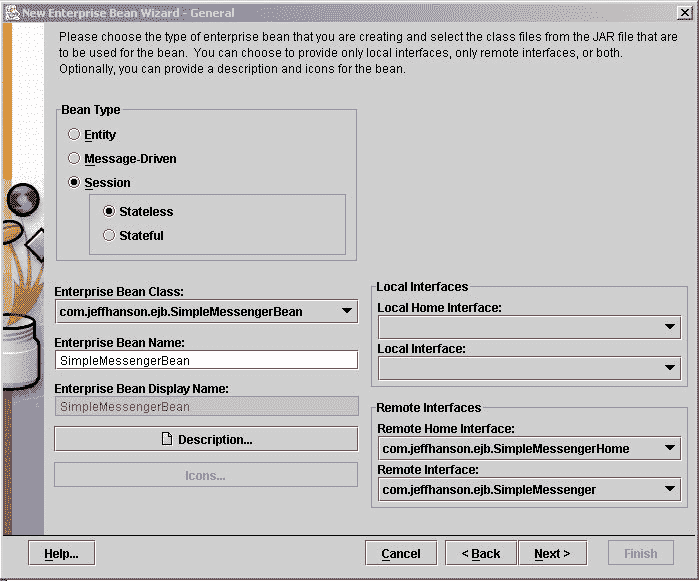 New Enterprise Bean Wizard - General
Please choose the type of enterprise bean that you are creating and select the class files from the JAR file that are
to be used for the bean. You can choose to provide only local interfaces, only remote interfaces, or both.
Optionally, you can provide a description and icons for the bean.
Bean Type
Entity
Message-Driven
Session
Stateless
Stateful
Enterprise Bean Class:
com.jeffhanson.ejb.SimpleMessengerBean
Enterprise Bean Name:
SimpleMessengerBean
Enterprise Bean Display Name:
SimpleMessengerBean
Description...
Icons...
Local Interfaces
Local Home Interface:
Local Interface:
Remote Interfaces
Remote Home Interface:
com.jeffhanson.ejb.SimpleMessengerHome
Remote Interface:
com.jeffhanson.ejb.SimpleMessenger
Help...
Cancel
< Back
Next >
Finish